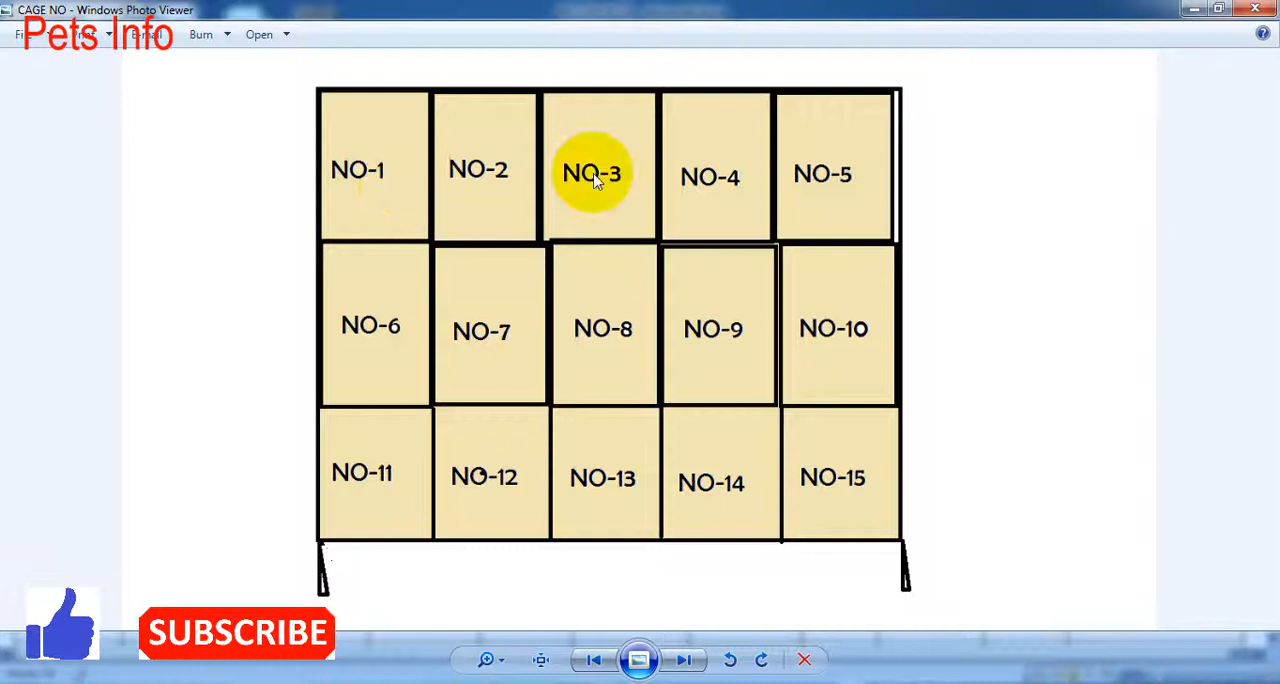 CAGE NO - Windows Photo Viewer
Pets Info
Burn
Open
NO-1 NO-2 NO-3 NO-4 NO-5
NO-6 NO-7 NO-8 NO-9 NO-10
NO-11 NO-12 NO-13 NO-14 NO-15
SUBSCRIBE